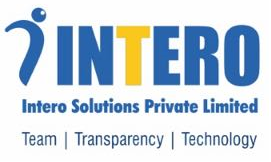 INTERO
Intero Solutions Private Limited
Team | Transparency | Technology